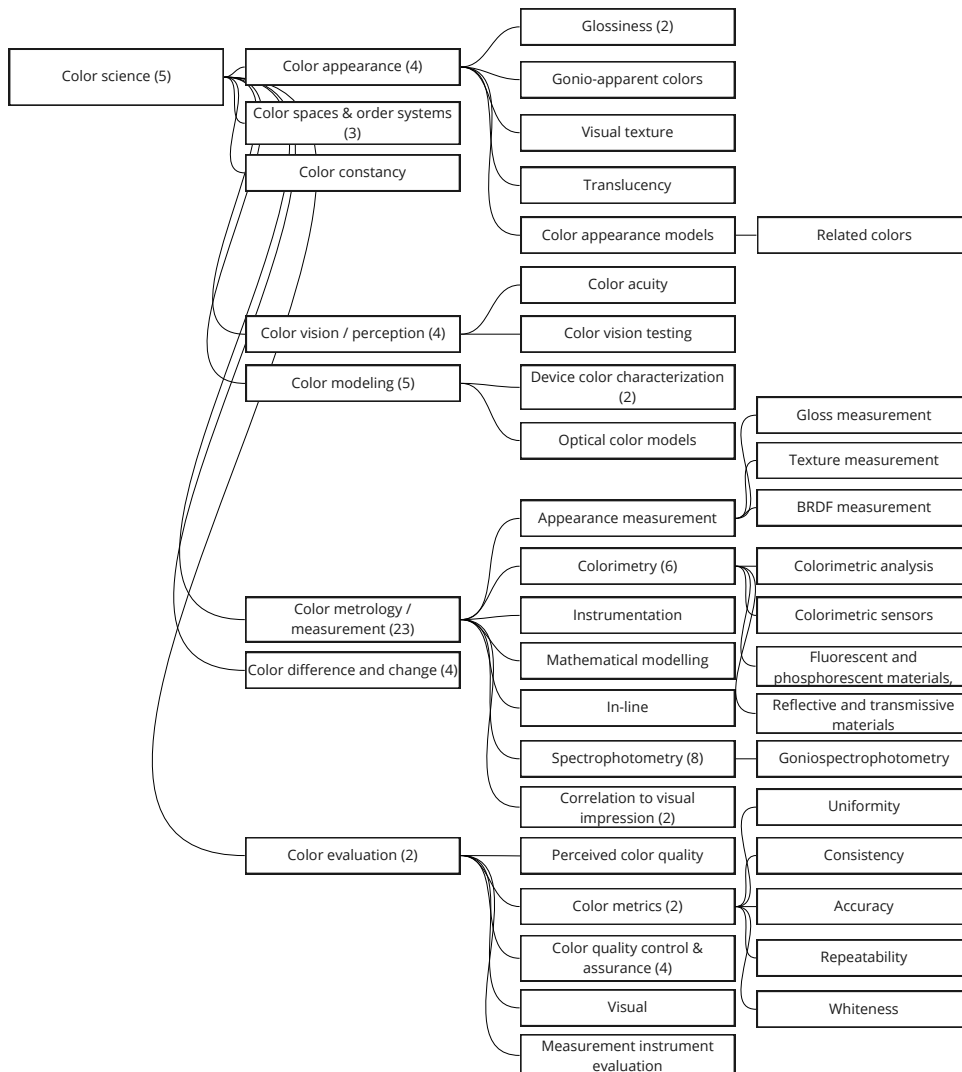 Color science (5)
Color appearance (4)
Glossiness (2)
Gonio-apparent colors
Visual texture
Translucency
Color appearance models
Related colors
Color spaces & order systems
(3)
Color constancy
Color vision / perception (4)
Color acuity
Color vision testing
Color modeling (5)
Device color characterization
(2)
Optical color models
Color metrology /
measurement (23)
Appearance measurement
Gloss measurement
Texture measurement
BRDF measurement
Colorimetry (6)
Colorimetric analysis
Colorimetric sensors
Fluorescent and
phosphorescent materials,
Reflective and transmissive
materials
Instrumentation
Mathematical modelling
In-line
Spectrophotometry (8)
Goniospectrophotometry
Correlation to visual
impression (2)
Color difference and change (4)
Color evaluation (2)
Perceived color quality
Color metrics (2)
Uniformity
Consistency
Accuracy
Repeatability
Whiteness
Color quality control &
assurance (4)
Visual
Measurement instrument
evaluation